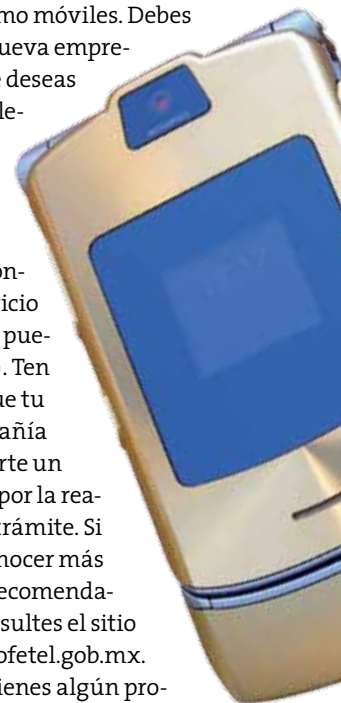 mo móviles. Debes
ueva empre-
e deseas
le-
on-
icio
pue-
. Ten
ue tu
añía
rte un
por la rea-
trámite. Si
nocer más
ecomenda-
sultes el sitio
ofetel.gob.mx.
ienes algún pro-